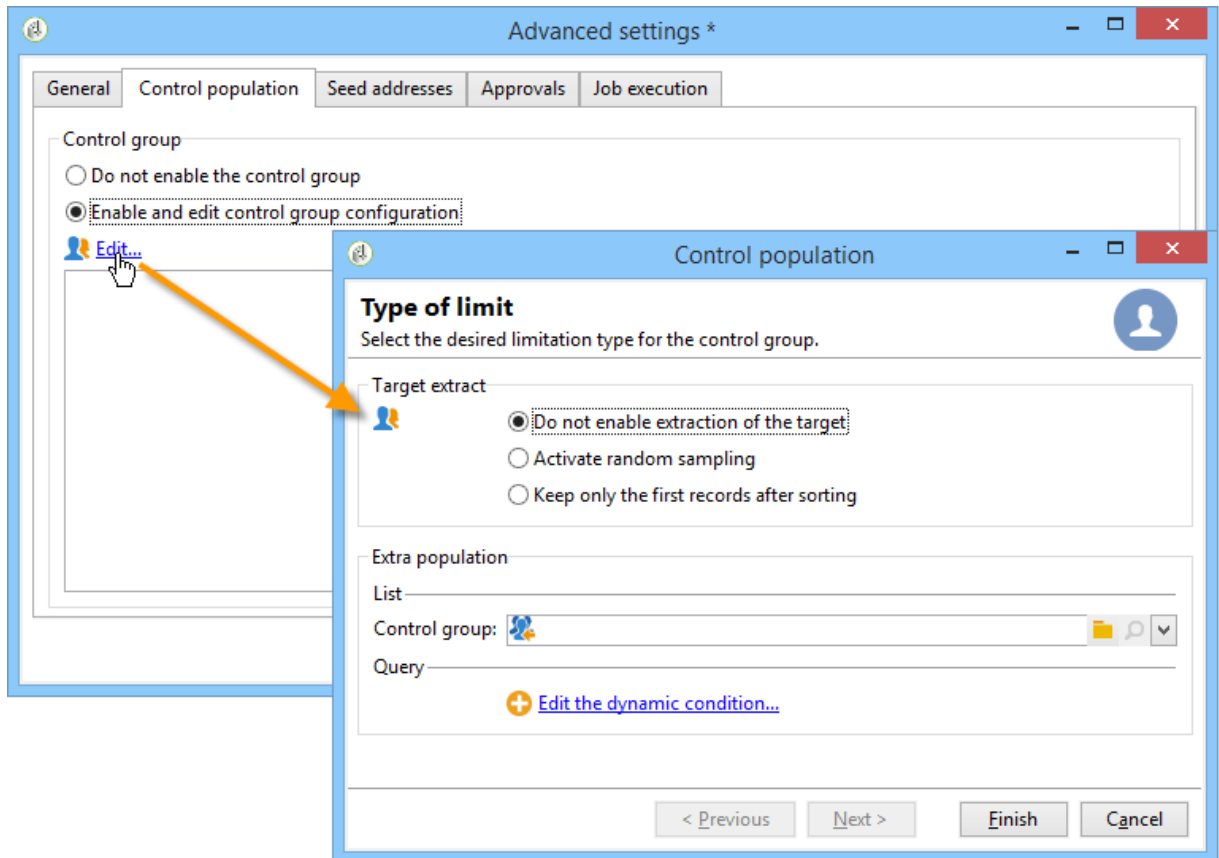 Advanced settings *
General Control population Seed addresses Approvals Job execution
Control group
Do not enable the control group
Enable and edit control group configuration
Edit...
Control population
Type of limit
Select the desired limitation type for the control group.
Target extract
Do not enable extraction of the target
Activate random sampling
Keep only the first records after sorting
Extra population
List
Control group:
Query
Edit the dynamic condition...
< Previous Next > Finish Cancel